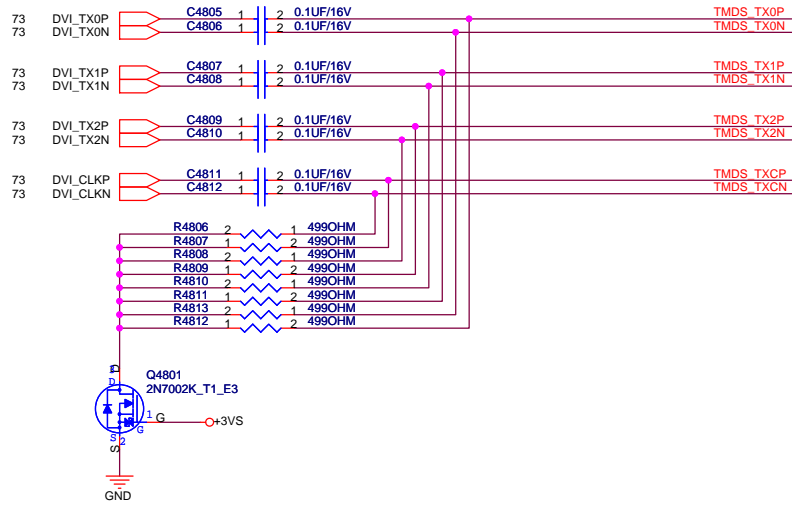 73 DVI_TX0P C4805 1 2 0.1UF/16V TMDS_TX0P
73 DVI_TX0N C4806 1 2 0.1UF/16V TMDS_TX0N
73 DVI_TX1P C4807 1 2 0.1UF/16V TMDS_TX1P
73 DVI_TX1N C4808 1 2 0.1UF/16V TMDS_TX1N
73 DVI_TX2P C4809 1 2 0.1UF/16V TMDS_TX2P
73 DVI_TX2N C4810 1 2 0.1UF/16V TMDS_TX2N
73 DVI_CLKP C4811 1 2 0.1UF/16V TMDS_TXCP
73 DVI_CLKN C4812 1 2 0.1UF/16V TMDS_TXCN
R4806 2 1 499OHM
R4807 1 2 499OHM
R4808 2 1 499OHM
R4809 1 2 499OHM
R4810 2 1 499OHM
R4811 1 2 499OHM
R4813 2 1 499OHM
R4812 1 2 499OHM
D
Q4801
D
2N7002K_T1_E3
1 G +3VS
G
S 2
S
GND